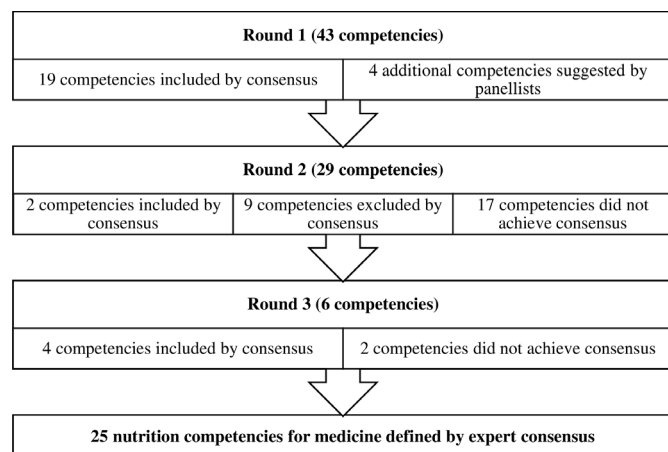 Round 1 (43 competencies)
19 competencies included by consensus
4 additional competencies suggested by
panellists
Round 2 (29 competencies)
2 competencies included by
consensus
9 competencies excluded by
consensus
17 competencies did not
achieve consensus
Round 3 (6 competencies)
4 competencies included by consensus
2 competencies did not achieve consensus
25 nutrition competencies for medicine defined by expert consensus